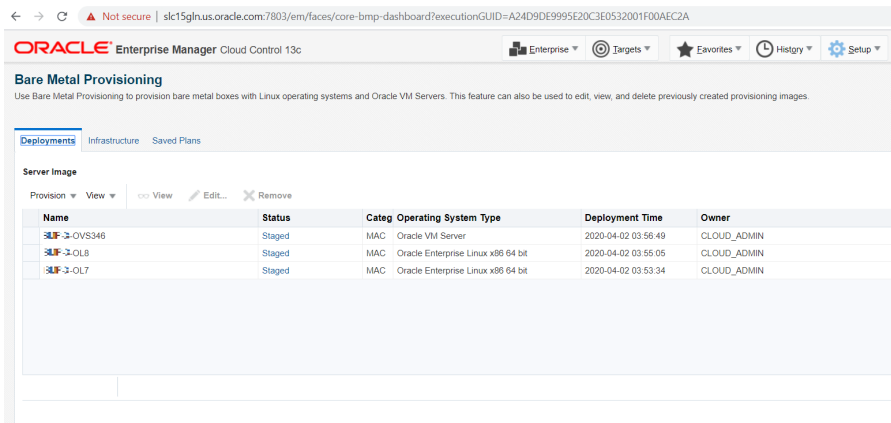 Not secure | slc15gln.us.oracle.com:7803/em/faces/core-bmp-dashboard?executionGUID=A24D9DE9995E20C3E0532001F00AEC2A
ORACLE Enterprise Manager Cloud Control 13c Enterprise Targets Favorites History Setup
Bare Metal Provisioning
Use Bare Metal Provisioning to provision bare metal boxes with Linux operating systems and Oracle VM Servers. This feature can also be used to edit, view, and delete previously created provisioning images.
Deployments Infrastructure Saved Plans
Server Image
Provision View View Edit... Remove
Name Status Categ Operating System Type Deployment Time Owner
-OVS346 Staged MAC Oracle VM Server 2020-04-02 03:56:49 CLOUD_ADMIN
-OL8 Staged MAC Oracle Enterprise Linux x86 64 bit 2020-04-02 03:55:05 CLOUD_ADMIN
-OL7 Staged MAC Oracle Enterprise Linux x86 64 bit 2020-04-02 03:53:34 CLOUD_ADMIN